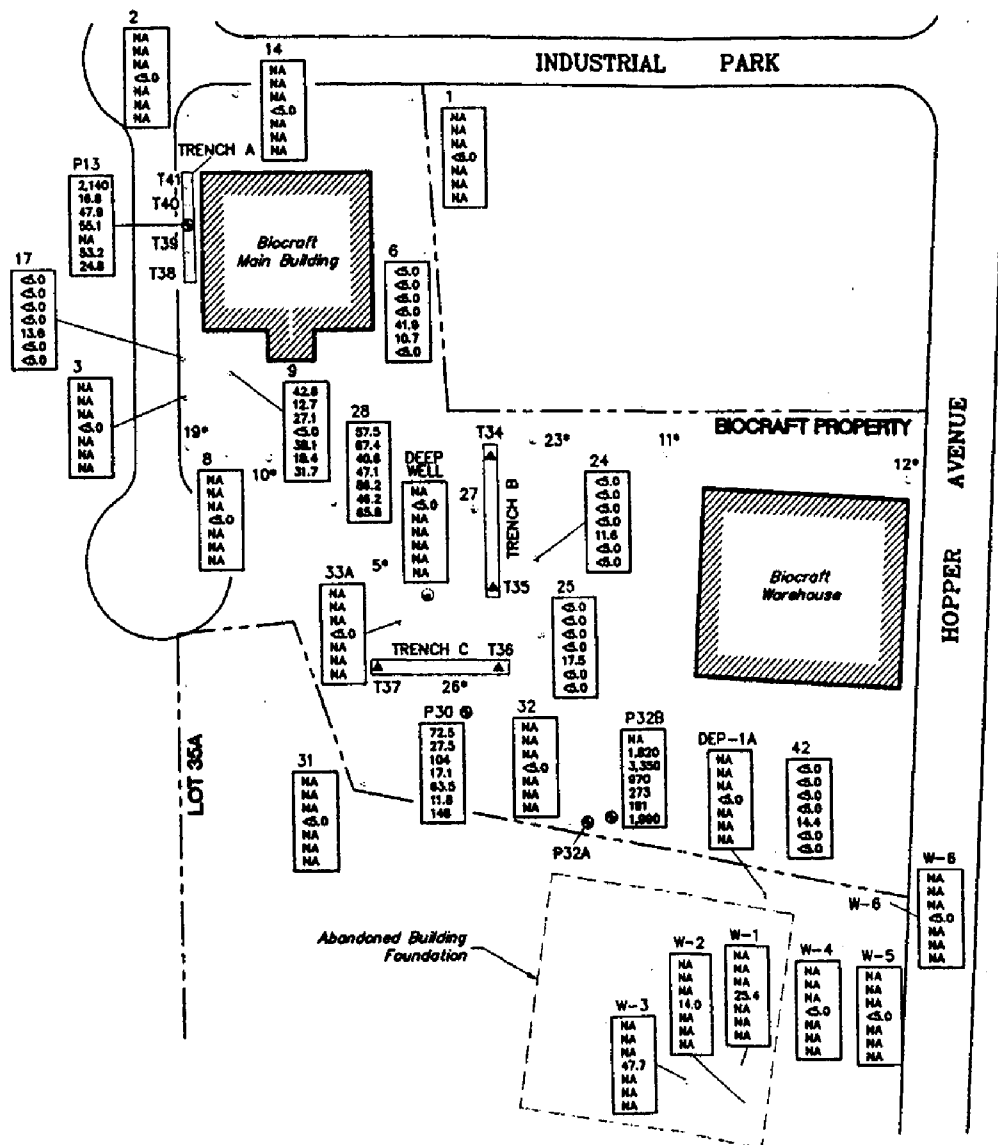 INDUSTRIAL PARK
2
NA
NA
NA
<5.0
NA
NA
NA
14
NA
NA
NA
<5.0
NA
NA
NA
1
NA
NA
NA
<5.0
NA
NA
NA
TRENCH A
P13
2,140
16.8
47.9
55.1
NA
53.2
24.8
T41
T40
T39
T38
Biocraft
Main Building
17
<5.0
<5.0
<5.0
<5.0
13.6
<5.0
<5.0
6
<5.0
<5.0
<5.0
<5.0
41.9
10.7
<5.0
3
NA
NA
NA
<5.0
NA
NA
NA
9
42.8
12.7
27.1
<5.0
38.1
18.4
31.7
28
57.5
67.4
40.6
47.1
46.2
65.8
19*
10*
8
NA
NA
NA
<5.0
NA
NA
NA
DEEP
WELL
NA
<5.0
NA
NA
NA
NA
NA
T34
TRENCH B
T35
27
23*
11*
BIOCRAFT PROPERTY
12*
24
<5.0
<5.0
<5.0
<5.0
11.6
<5.0
<5.0
Biocraft
Warehouse
HOPPER AVENUE
5*
33A
NA
NA
NA
<5.0
NA
NA
NA
25
<5.0
<5.0
<5.0
<5.0
17.5
<5.0
<5.0
TRENCH C
T36
T37
26*
P30
72.5
27.5
104
17.1
63.5
11.8
146
32
NA
NA
NA
<5.0
NA
NA
NA
P32B
NA
1,820
3,350
970
273
181
P32A
DEP-1A
NA
NA
NA
<5.0
NA
NA
NA
42
<5.0
<5.0
<5.0
<5.0
14.4
<5.0
<5.0
LOT 35A
31
NA
NA
NA
<5.0
NA
NA
NA
W-6
W-6
NA
NA
NA
<5.0
NA
NA
NA
Abandoned Building
Foundation
W-3
NA
NA
NA
47.7
NA
NA
NA
W-2
NA
NA
NA
14.0
NA
NA
NA
W-1
NA
NA
NA
25.4
NA
NA
NA
W-4
NA
NA
NA
<5.0
NA
NA
NA
W-5
NA
NA
NA
<5.0
NA
NA
NA